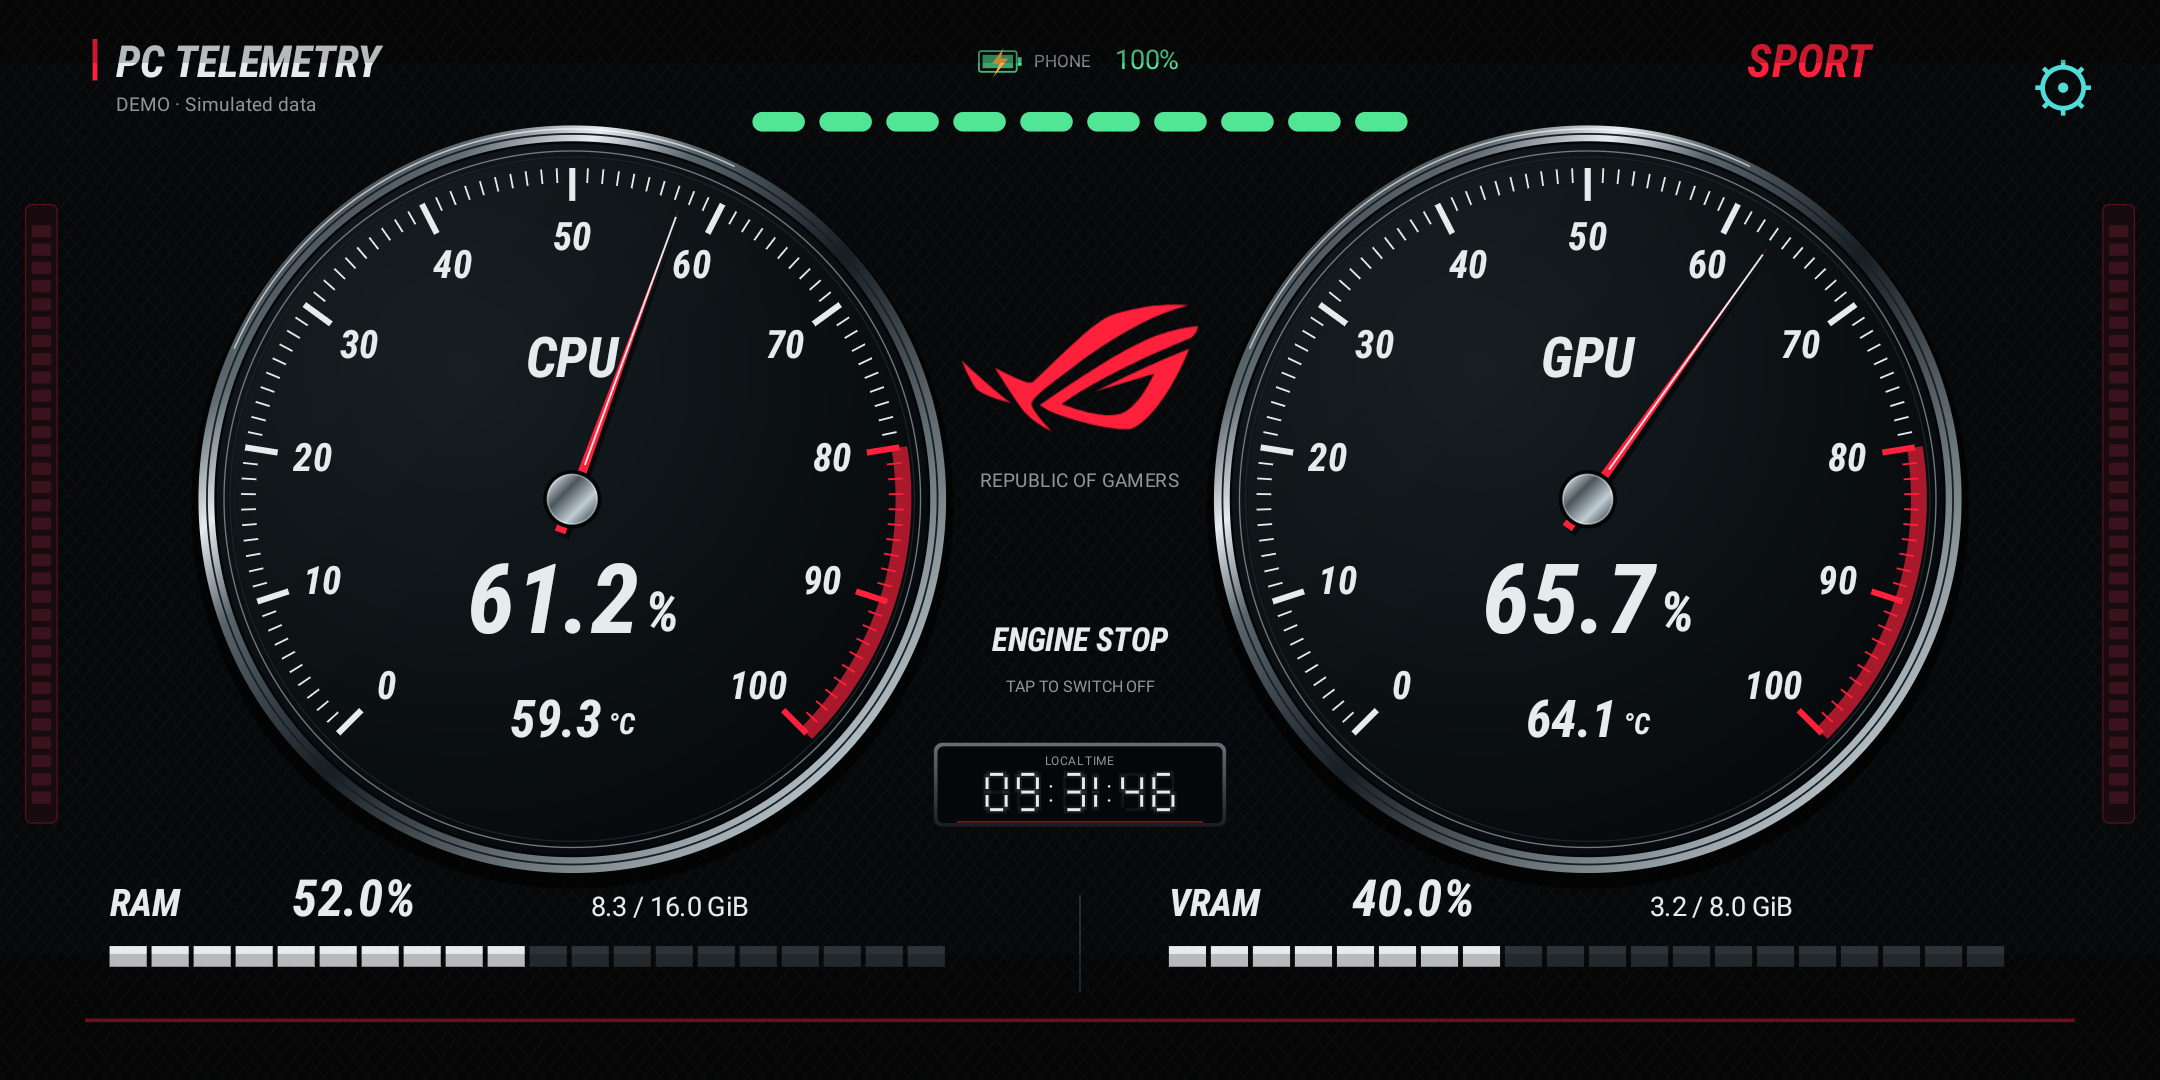 PC TELEMETRY
DEMO · Simulated data
PHONE 100%
SPORT
50
40
60
30
70
CPU
20
80
10
90
61.2 %
0
100
59.3 °C
REPUBLIC OF GAMERS
ENGINE STOP
TAP TO SWITCH OFF
LOCAL TIME
09:31:46
50
40
60
30
70
GPU
20
80
10
90
65.7 %
0
100
64.1 °C
RAM 52.0% 8.3 / 16.0 GiB
VRAM 40.0% 3.2 / 8.0 GiB